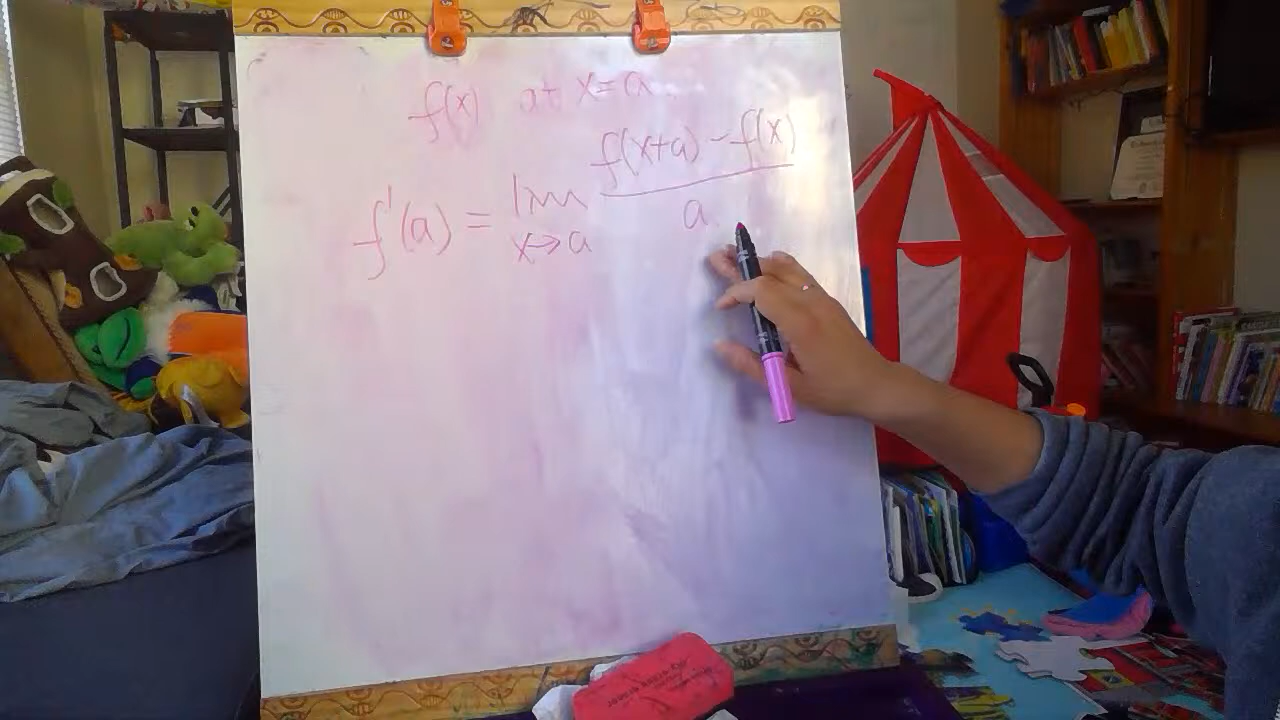 f(x) at x=a
f'(a) = lim x→a (f(x+a) - f(x))/a